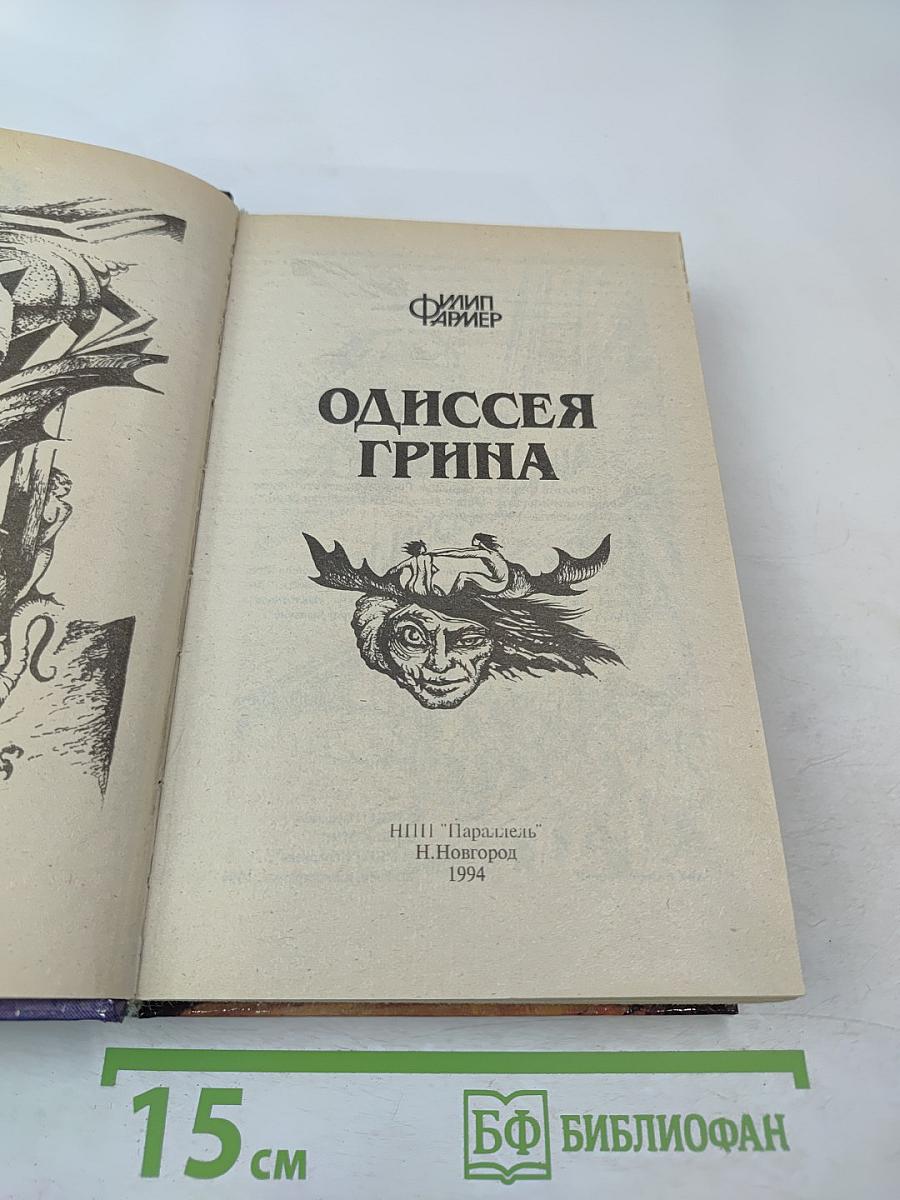 ФИЛИП
ФАРМЕР
ОДИССЕЯ
ГРИНА
НПП "Параллель"
Н.Новгород
1994
15 см
БФ БИБЛИОФАН